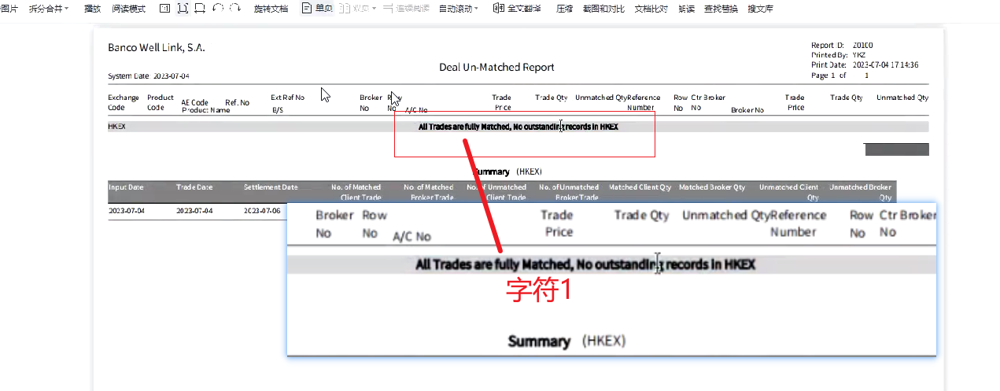 图片 拆分合并 播放 阅读模式 旋转文档 单页 双页 连续阅读 自动滚动 全文翻译 压缩 截图和对比 文档比对 朗读 查找替换 搜文库
Banco Well Link, S.A.
Report ID: Z0100
Printed By: YKZ
Deal Un-Matched Report
Print Date: 2023-07-04 17:14:36
System Date: 2023-07-04
Page 1 of 1
Exchange Product Ext Ref No Broker Row Trade Trade Qty Unmatched QtyReference Row Ctr Broker Trade Trade Qty Unmatched Qty
Code Code AE Code Ref. No No No Price Number No No Price
Product Name B/S A/C No Broker No
HKEX All Trades are fully Matched, No outstanding records in HKEX
Summary (HKEX)
Input Date Trade Date Settlement Date No. of Matched No. of Matched No. of Unmatched No. of Unmatched Matched Client Qty Matched Broker Qty Unmatched Client Unmatched Broker
Client Trade Broker Trade Client Trade Broker Trade Qty Qty
2023-07-04 2023-07-04 2023-07-06
Broker Row Trade Trade Qty Unmatched QtyReference Row Ctr Broker
No No A/C No Price Number No No
All Trades are fully Matched, No outstanding records in HKEX
字符1
Summary (HKEX)